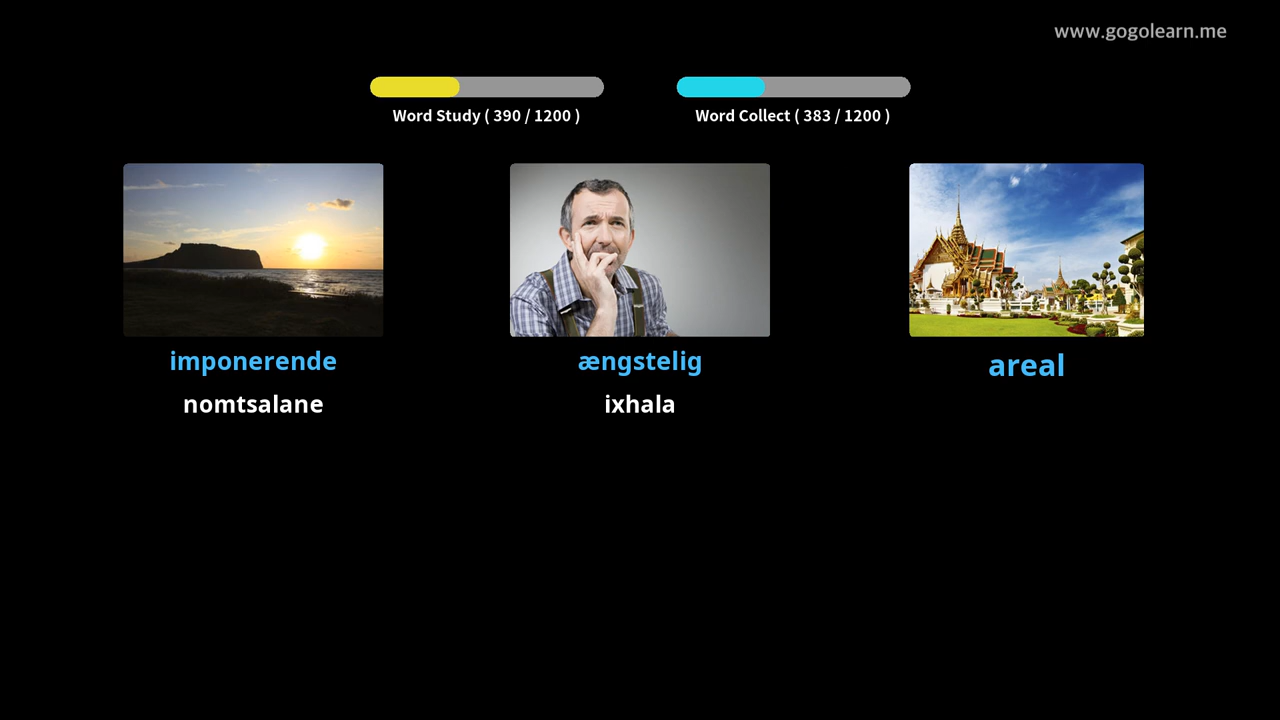 www.gogolearn.me
Word Study ( 390 / 1200 )
Word Collect ( 383 / 1200 )
imponerende
ængstelig
areal
nomtsalane
ixhala